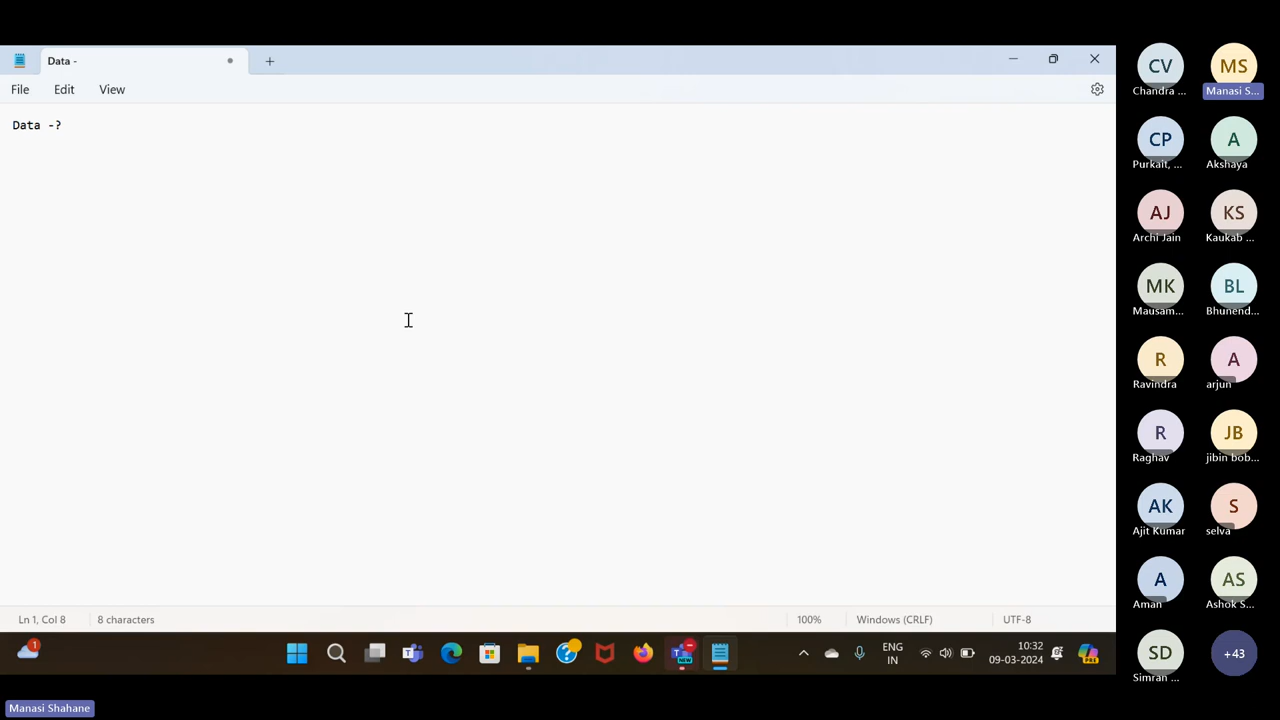 Data -
File Edit View
Data -?
Ln 1, Col 8 8 characters 100% Windows (CRLF) UTF-8
1 NEW ENG IN 10:32 09-03-2024 PRE
Manasi Shahane
CV MS
Chandra ... Manasi S...
CP A
Purkait, ... Akshaya
AJ KS
Archi Jain Kaukab ...
MK BL
Mausam... Bhunend...
R A
Ravindra arjun
R JB
Raghav jibin bob...
AK S
Ajit Kumar selva
A AS
Aman Ashok S...
SD +43
Simran ...